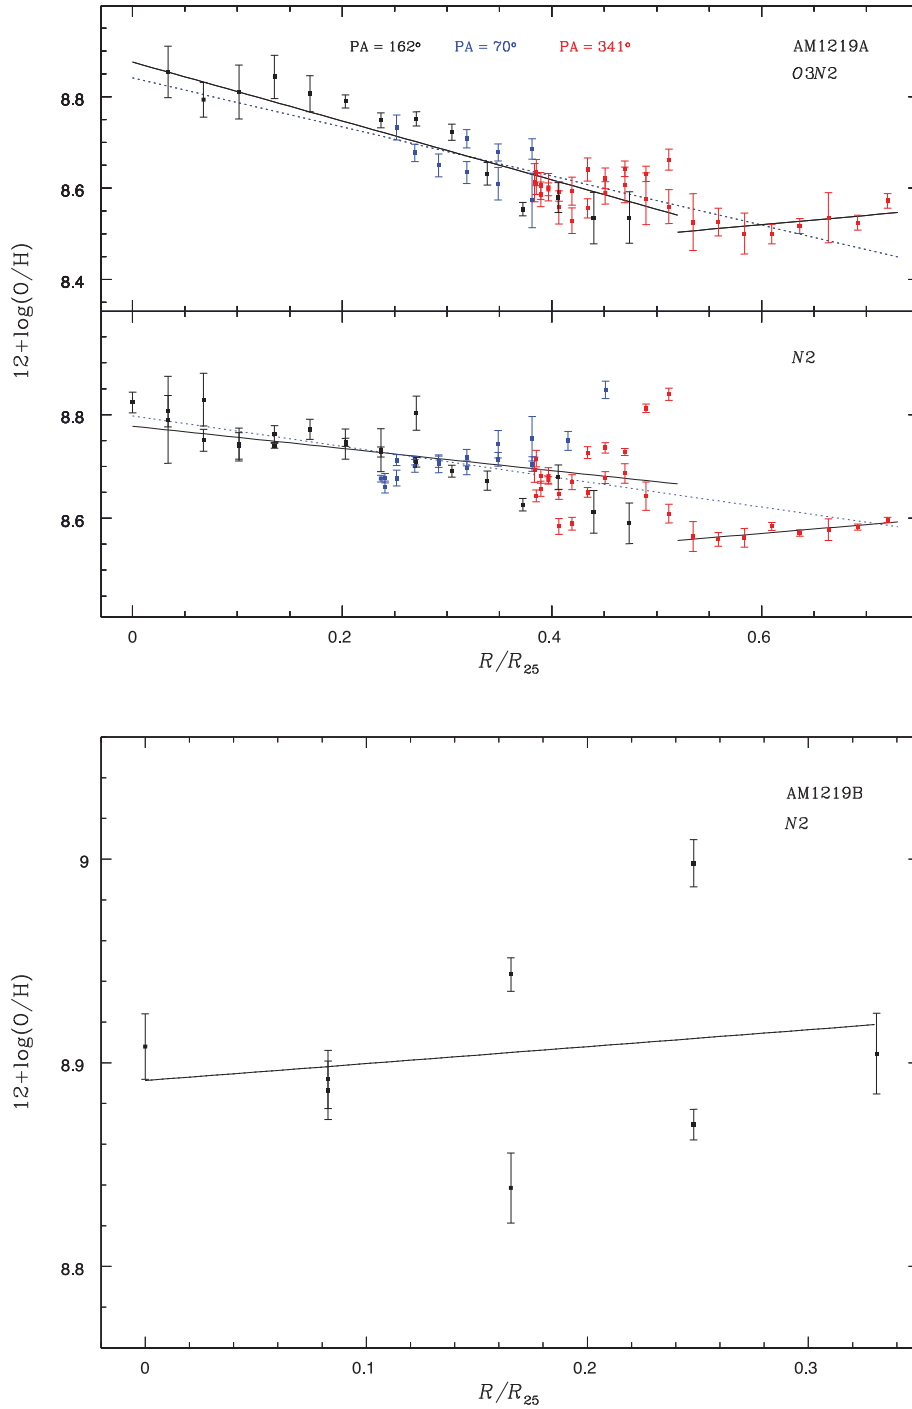 PA = 162° PA = 70° PA = 341° AM1219A
O3N2
8.8
8.6
8.4
12+log(O/H)
N2
8.8
8.6
0 0.2 0.4 0.6
R/R25
AM1219B
N2
9
8.9
8.8
12+log(O/H)
0 0.1 0.2 0.3
R/R25